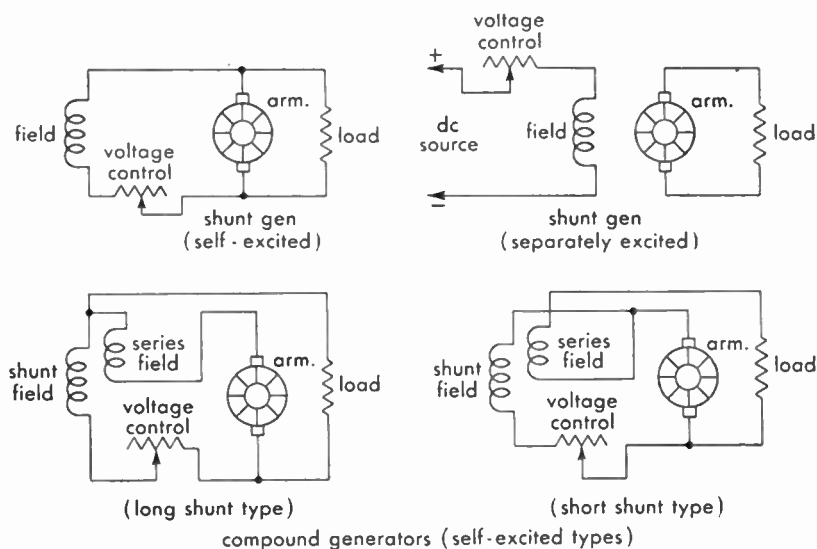 voltage
control
+
arm.
field
load
voltage
control
shunt gen
(self-excited)
dc
source
field
arm.
load
−
shunt gen
(separately excited)
shunt
field
series
field
arm.
load
voltage
control
(long shunt type)
shunt
field
series
field
arm.
load
voltage
control
(short shunt type)
compound generators (self-excited types)